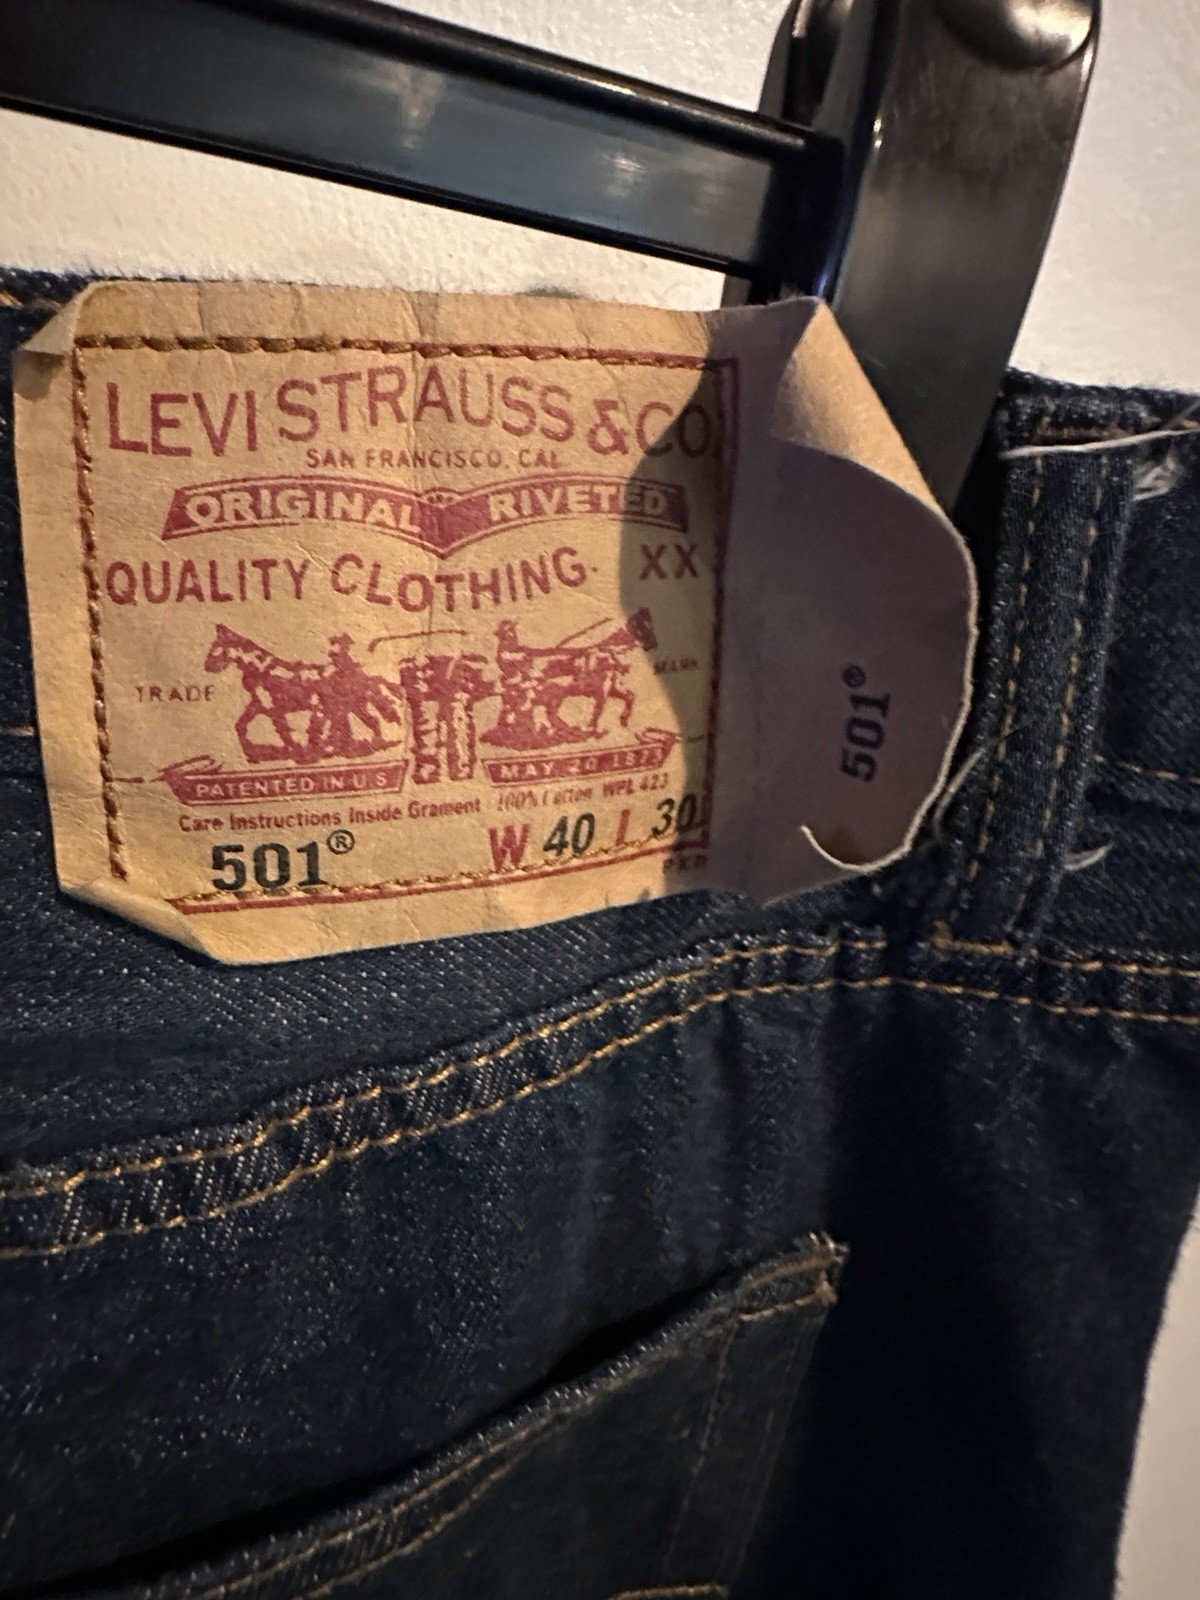 LEVI STRAUSS & CO
SAN FRANCISCO, CAL
ORIGINAL RIVETED
QUALITY CLOTHING. XX
TRADE MARK
PATENTED IN U S MAY 20 1873
Care Instructions Inside Grament 100% Cotton WPL 423
501® W 40 L 30
501®